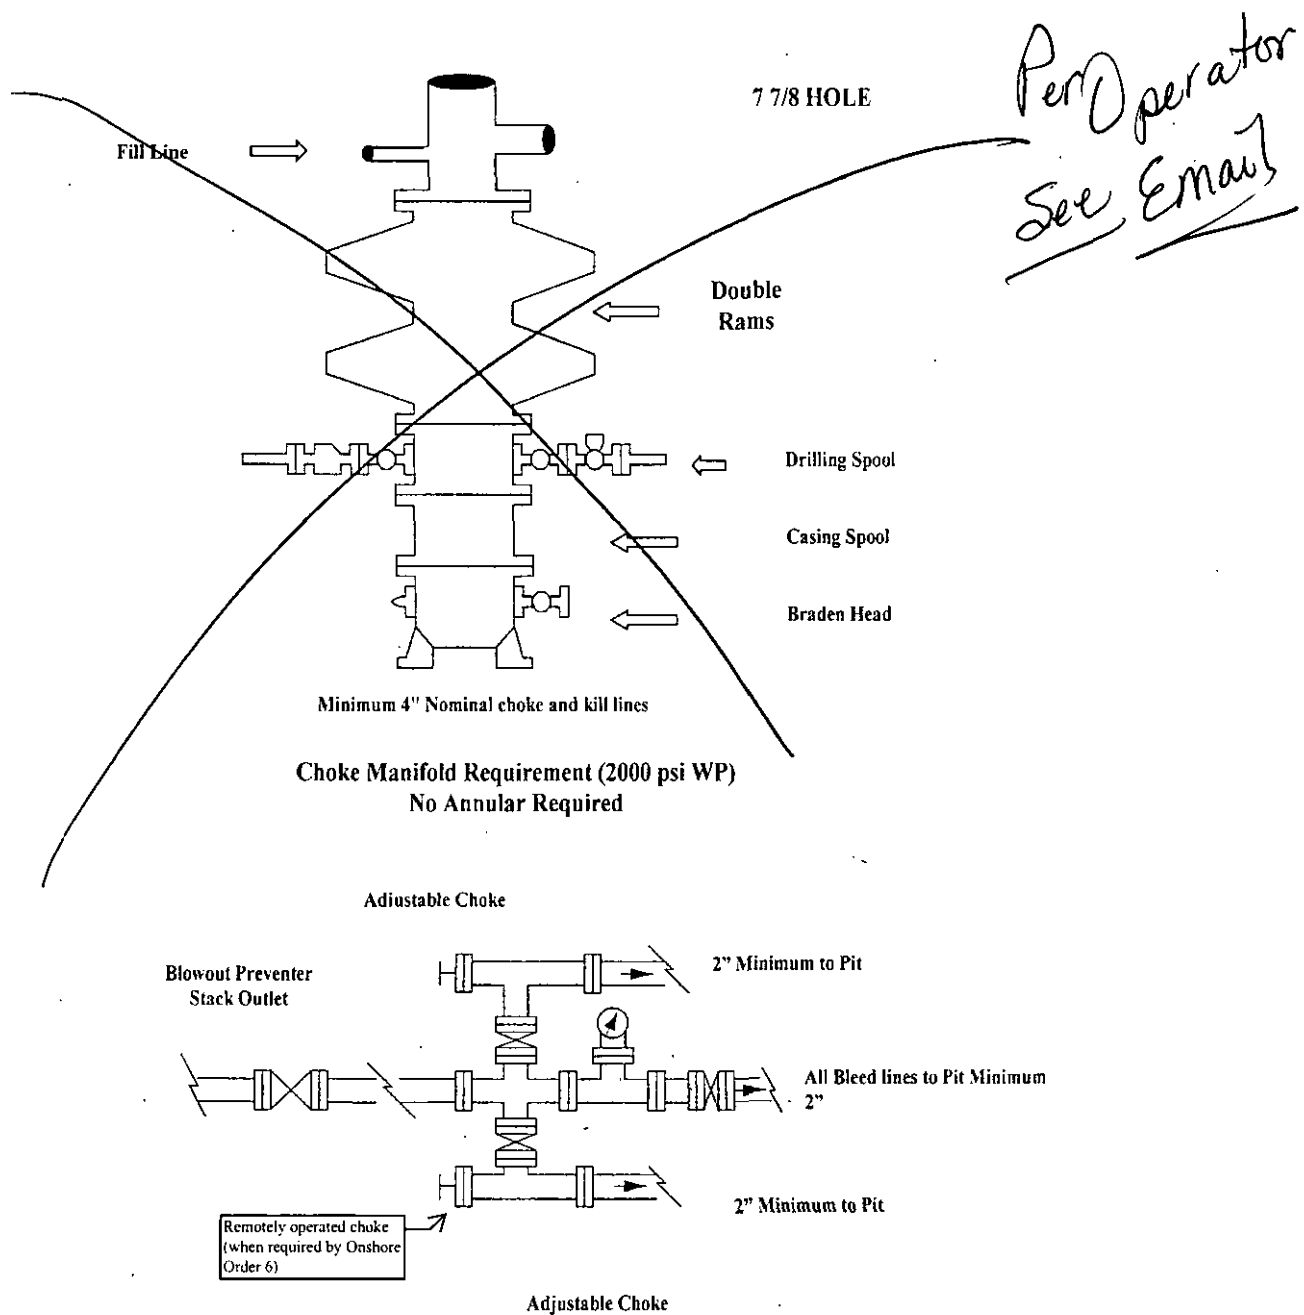 7 7/8 HOLE
Per Operator
See Email
Fill Line
Double
Rams
Drilling Spool
Casing Spool
Braden Head
Minimum 4" Nominal choke and kill lines
Choke Manifold Requirement (2000 psi WP)
No Annular Required
Adjustable Choke
Blowout Preventer
Stack Outlet
2" Minimum to Pit
All Bleed lines to Pit Minimum
2"
2" Minimum to Pit
Remotely operated choke
(when required by Onshore
Order 6)
Adjustable Choke